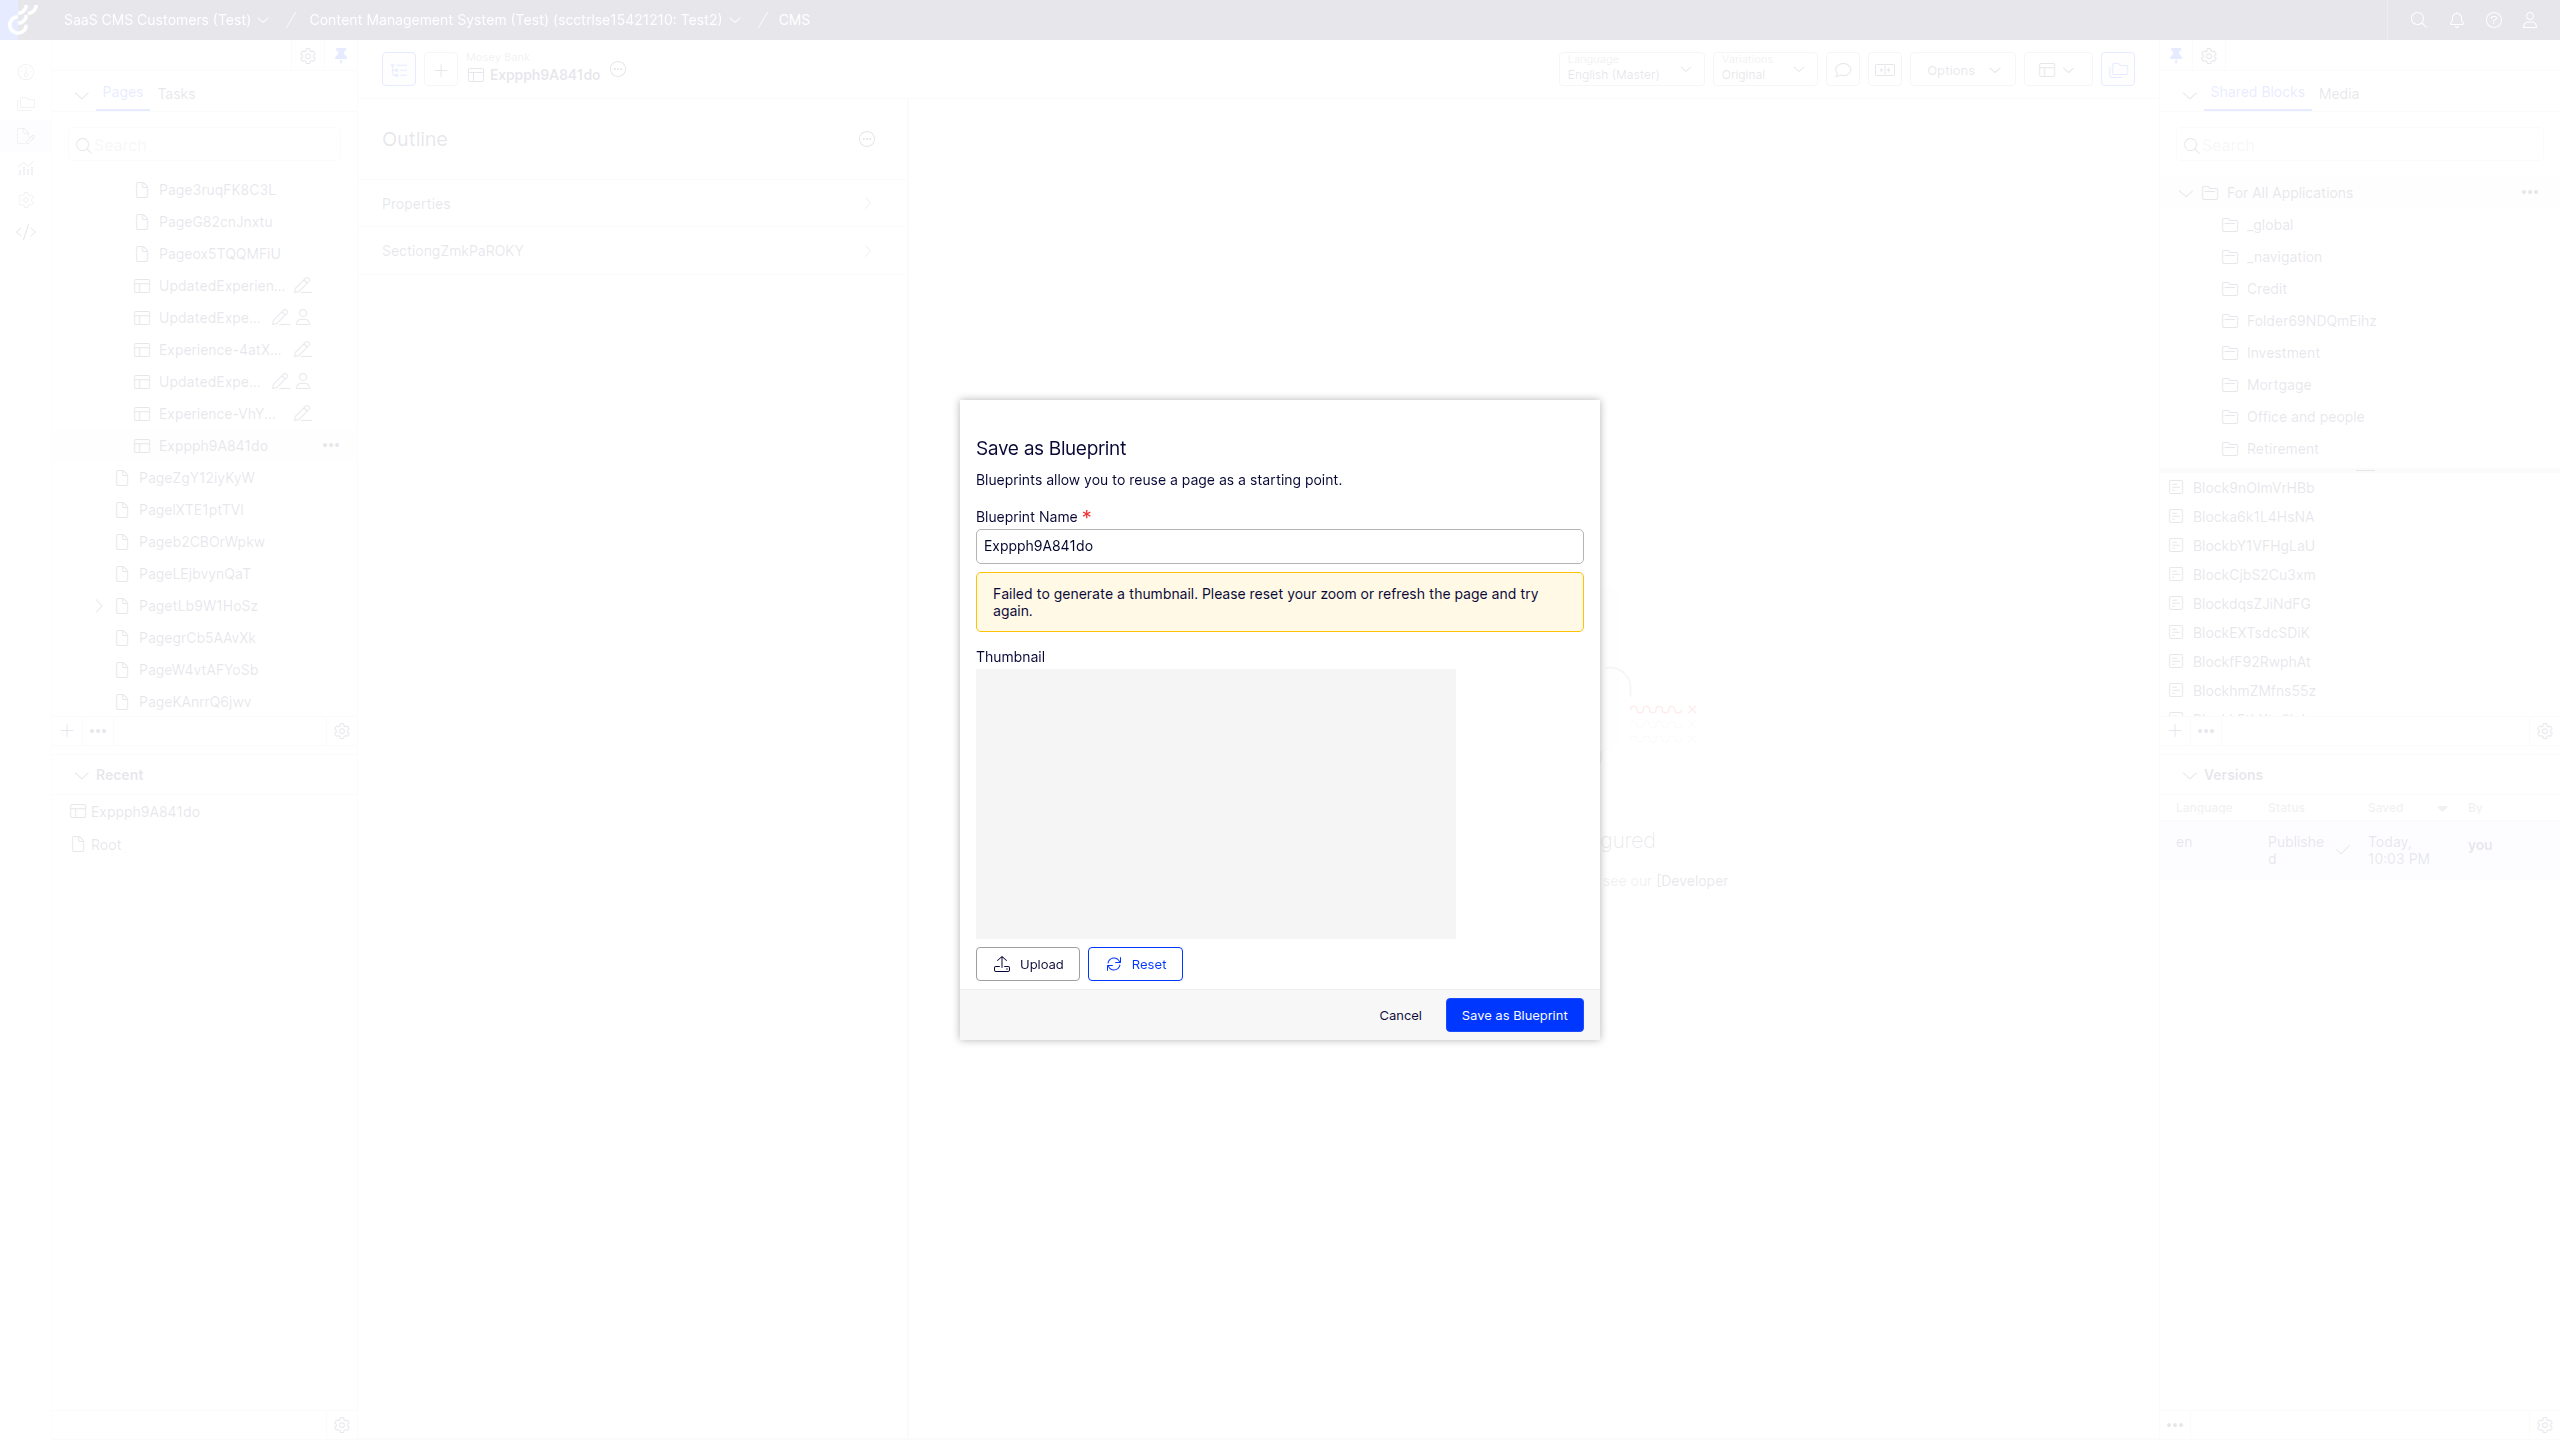 SaaS CMS Customers (Test) / Content Management System (Test) (scctrlse15421210: Test2) / CMS
Pages Tasks
Search
Page3ruqFK8C3L
PageG82cnJnxtu
Pageox5TQQMFiU
UpdatedExperien...
UpdatedExpe...
Experience-4atX...
UpdatedExpe...
Experience-VhY...
Exppph9A841do
PageZgY12iyKyW
PagelXTE1ptTVl
Pageb2CBOrWpkw
PageLEjbvynQaT
PagetLb9W1HoSz
PagegrCb5AAvXk
PageW4vtAFYoSb
PageKAnrrQ6jwv
Recent
Exppph9A841do
Root
Mosey Bank
Exppph9A841do
Language
English (Master)
Variations
Original
Options
Outline
Properties
SectiongZmkPaROKY
gured
see our [Developer
Save as Blueprint
Blueprints allow you to reuse a page as a starting point.
Blueprint Name *
Exppph9A841do
Failed to generate a thumbnail. Please reset your zoom or refresh the page and try
again.
Thumbnail
Upload Reset
Cancel Save as Blueprint
Shared Blocks Media
Search
For All Applications
_global
_navigation
Credit
Folder69NDQmEihz
Investment
Mortgage
Office and people
Retirement
Block9nOlmVrHBb
Blocka6k1L4HsNA
BlockbY1VFHgLaU
BlockCjbS2Cu3xm
BlockdqsZJiNdFG
BlockEXTsdcSDiK
BlockfF92RwphAt
BlockhmZMfns55z
Versions
Language Status Saved By
en Publishe Today, you
d 10:03 PM